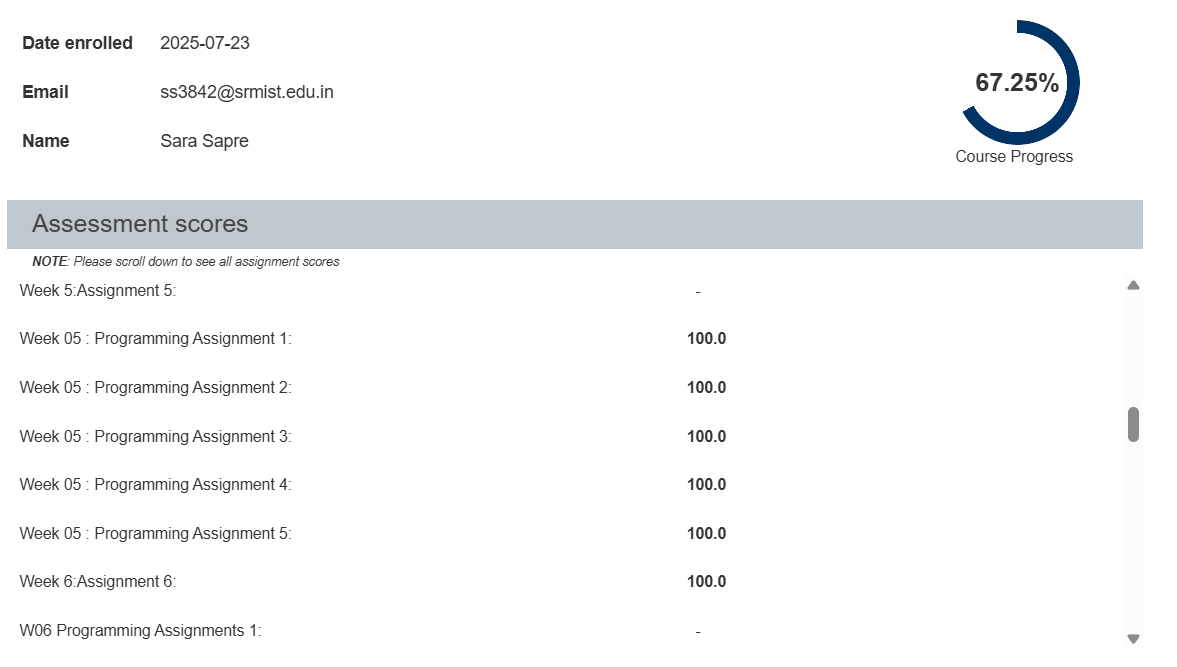 Date enrolled 2025-07-23
67.25%
Email ss3842@srmist.edu.in
Name Sara Sapre
Course Progress
Assessment scores
NOTE: Please scroll down to see all assignment scores
Week 5:Assignment 5: -
Week 05 : Programming Assignment 1: 100.0
Week 05 : Programming Assignment 2: 100.0
Week 05 : Programming Assignment 3: 100.0
Week 05 : Programming Assignment 4: 100.0
Week 05 : Programming Assignment 5: 100.0
Week 6:Assignment 6: 100.0
W06 Programming Assignments 1: -